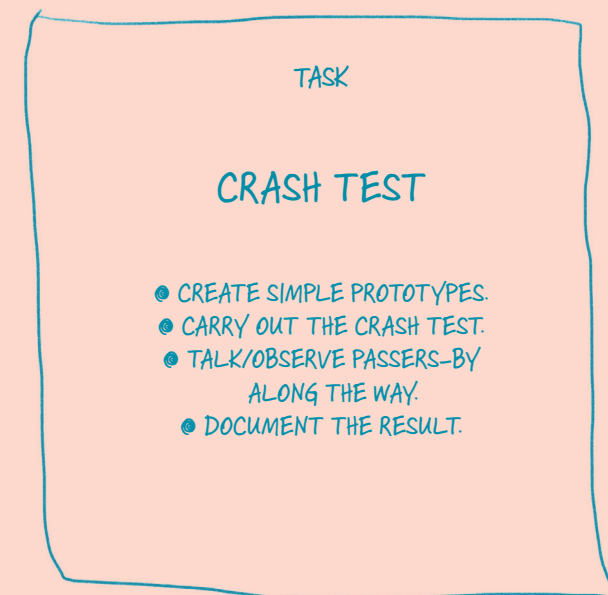 TASK
CRASH TEST
CREATE SIMPLE PROTOTYPES.
CARRY OUT THE CRASH TEST.
TALK/OBSERVE PASSERS-BY
ALONG THE WAY.
DOCUMENT THE RESULT.